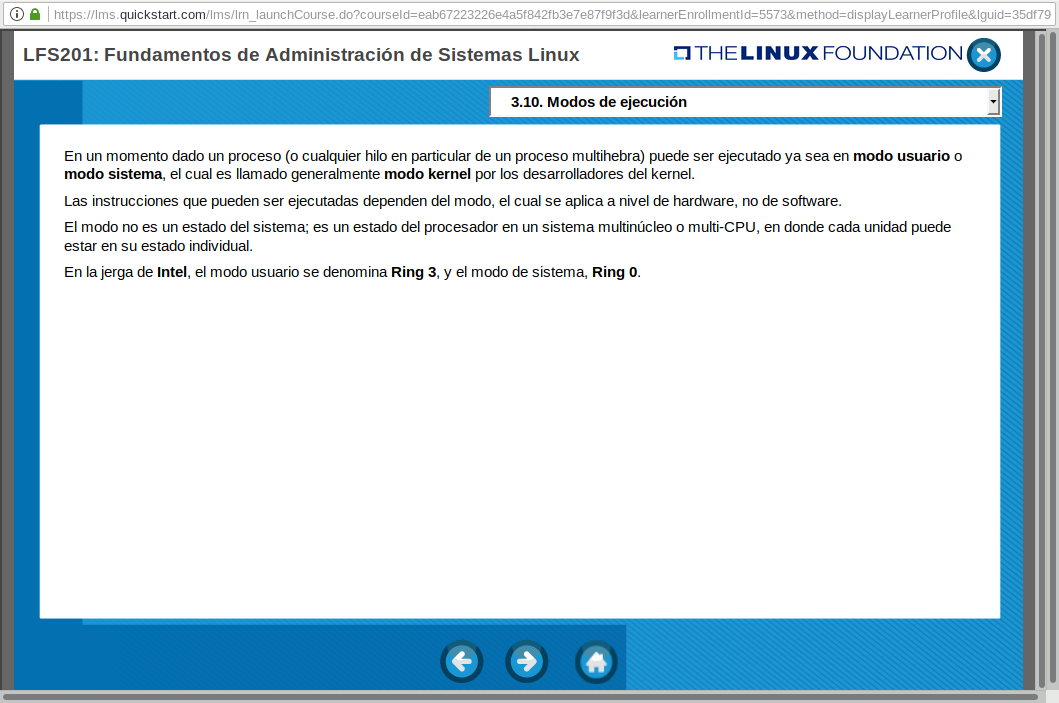 https://lms.quickstart.com/lms/lrn_launchCourse.do?courseId=eab67223226e4a5f842fb3e7e87f9f3d&learnerEnrollmentId=5573&method=displayLearnerProfile&lguid=35df79
LFS201: Fundamentos de Administración de Sistemas Linux
THE LINUX FOUNDATION
3.10. Modos de ejecución
En un momento dado un proceso (o cualquier hilo en particular de un proceso multihebra) puede ser ejecutado ya sea en modo usuario o
modo sistema, el cual es llamado generalmente modo kernel por los desarrolladores del kernel.
Las instrucciones que pueden ser ejecutadas dependen del modo, el cual se aplica a nivel de hardware, no de software.
El modo no es un estado del sistema; es un estado del procesador en un sistema multinúcleo o multi-CPU, en donde cada unidad puede
estar en su estado individual.
En la jerga de Intel, el modo usuario se denomina Ring 3, y el modo de sistema, Ring 0.